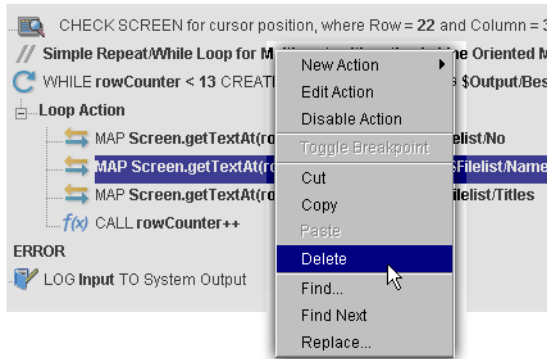 CHECK SCREEN for cursor position, where Row = 22 and Column = 3
// Simple Repeat/While Loop for M
WHILE rowCounter < 13 CREATI $Output/Bes
Loop Action
MAP Screen.getTextAt(ro elist/No
MAP Screen.getTextAt(ro $Filelist/Name
MAP Screen.getTextAt(ro ilelist/Titles
f(x) CALL rowCounter++
ERROR
LOG Input TO System Output
New Action
Edit Action
Disable Action
Toggle Breakpoint
Cut
Copy
Paste
Delete
Find...
Find Next
Replace...